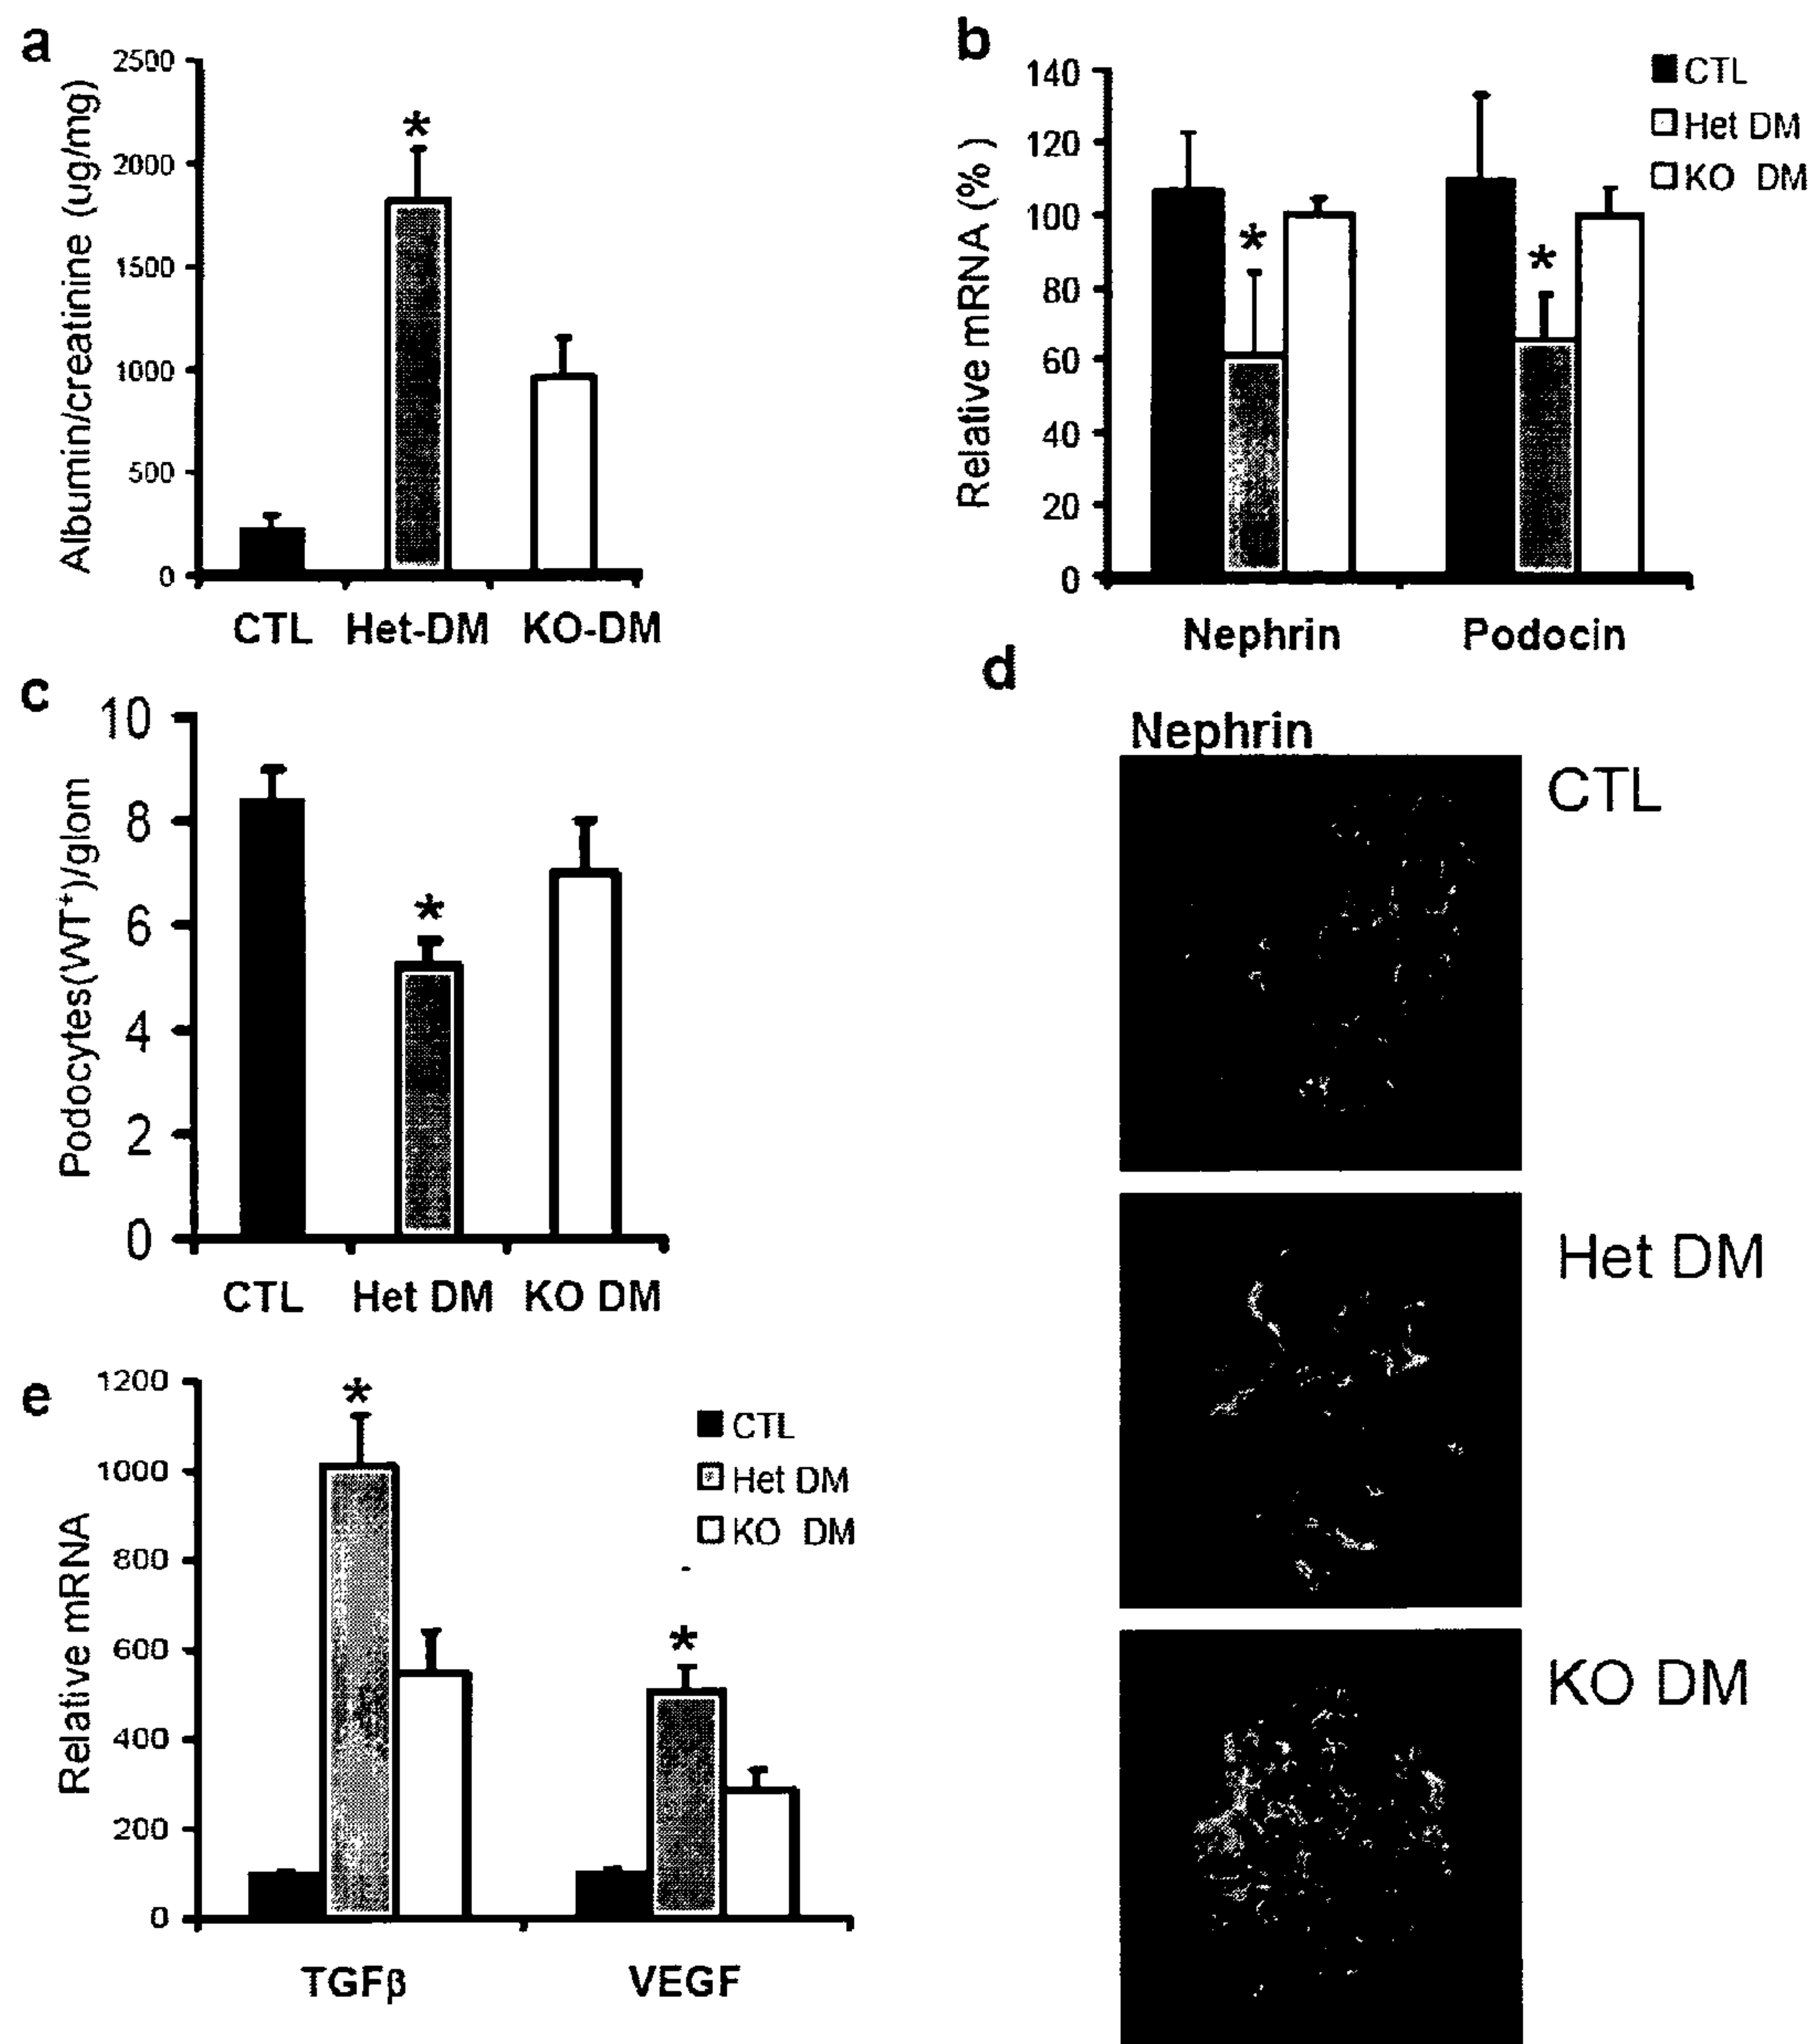 a
2500
2000
1500
1000
500
0
Albumin/creatinine (ug/mg)
*
CTL Het-DM KO-DM
b
140
120
100
80
60
40
20
0
Relative mRNA (%)
CTL
Het DM
KO DM
*
*
Nephrin Podocin
c
10
8
6
4
2
0
Podocytes(WT+)/glom
*
CTL Het DM KO DM
d
Nephrin
CTL
Het DM
KO DM
e
1200
1000
800
600
400
200
0
Relative mRNA
*
*
CTL
Het DM
KO DM
TGFβ VEGF